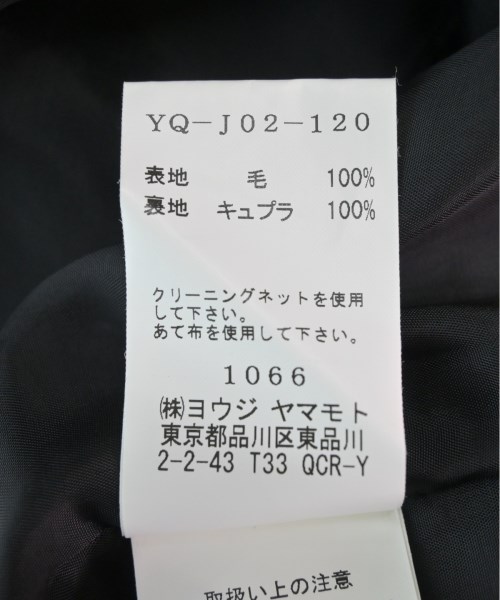 YQ-J02-120
表地 毛 100%
裏地 キュプラ 100%
クリーニングネットを使用
して下さい。
あて布を使用して下さい。
1066
㈱ヨウジ ヤマモト
東京都品川区東品川
2-2-43 T33 QCR-Y
取扱い上の注意